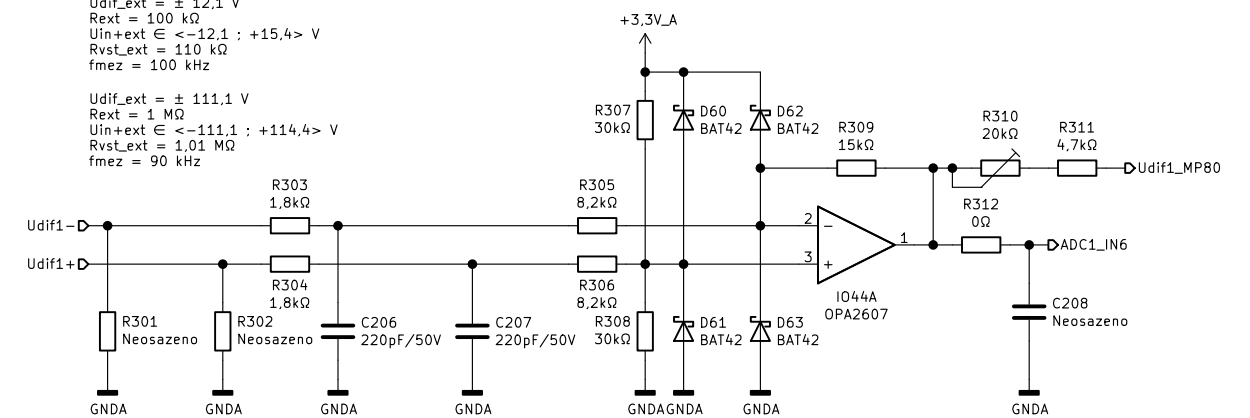 Udif_ext = ± 12,1 V
Rext = 100 kΩ
Uin+ext ∈ <-12,1 ; +15,4> V
Rvst_ext = 110 kΩ
fmez = 100 kHz
Udif_ext = ± 111,1 V
Rext = 1 MΩ
Uin+ext ∈ <-111,1 ; +114,4> V
Rvst_ext = 1,01 MΩ
fmez = 90 kHz
+3,3V_A
R307
30kΩ
D60
BAT42
D62
BAT42
R309
15kΩ
R310
20kΩ
R311
4,7kΩ
Udif1_MP80
R303
1,8kΩ
R305
8,2kΩ
Udif1-
Udif1+
R304
1,8kΩ
R306
8,2kΩ
2
-
3
+
1
IO44A
OPA2607
R312
0Ω
ADC1_IN6
R301
Neosazeno
R302
Neosazeno
C206
220pF/50V
C207
220pF/50V
R308
30kΩ
D61
BAT42
D63
BAT42
C208
Neosazeno
GNDA
GNDA
GNDA
GNDA
GNDA
GNDA
GNDA
GNDA